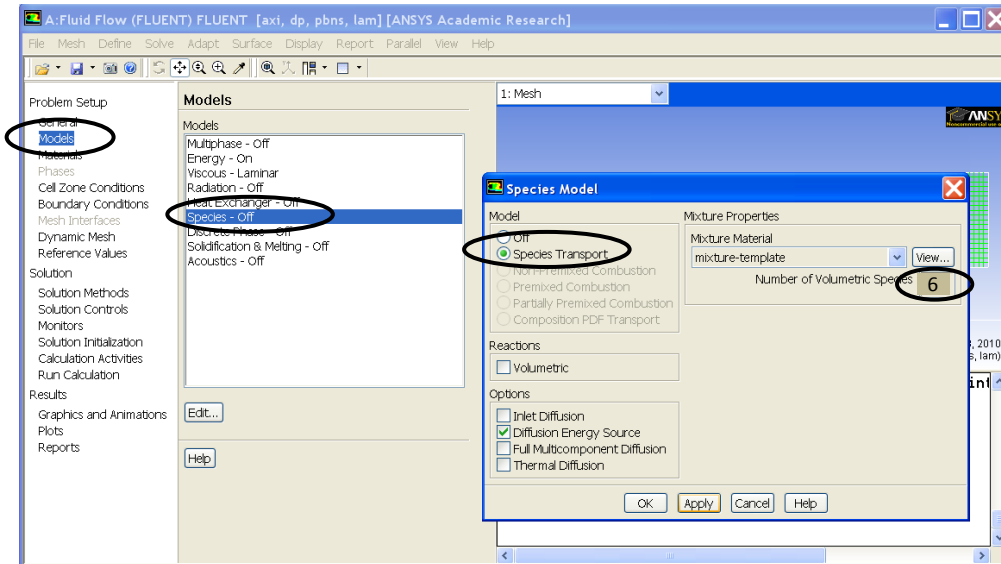 A:Fluid Flow (FLUENT) FLUENT [axi, dp, pbns, lam] [ANSYS Academic Research]
File Mesh Define Solve Adapt Surface Display Report Parallel View Help
Problem Setup
General
Models
Materials
Phases
Cell Zone Conditions
Boundary Conditions
Mesh Interfaces
Dynamic Mesh
Reference Values
Solution
Solution Methods
Solution Controls
Monitors
Solution Initialization
Calculation Activities
Run Calculation
Results
Graphics and Animations
Plots
Reports
Models
Models
Multiphase - Off
Energy - On
Viscous - Laminar
Radiation - Off
Heat Exchanger - Off
Species - Off
Discrete Phase - Off
Solidification & Melting - Off
Acoustics - Off
Edit...
Help
1: Mesh
ANSY
Noncommercial use
Species Model
Model
Off
Species Transport
Non-Premixed Combustion
Premixed Combustion
Partially Premixed Combustion
Composition PDF Transport
Reactions
Volumetric
Options
Inlet Diffusion
Diffusion Energy Source
Full Multicomponent Diffusion
Thermal Diffusion
Mixture Properties
Mixture Material
mixture-template
View...
Number of Volumetric Species 6
OK Apply Cancel Help
, 2010
s, lam)
int